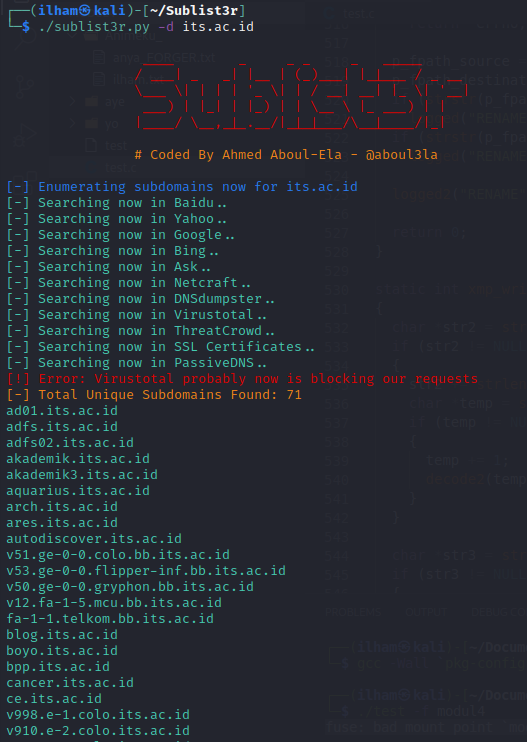 ┌──(ilham㉿kali)-[~/Sublist3r]
└─$ ./sublist3r.py -d its.ac.id
Sublist3r
# Coded By Ahmed Aboul-Ela - @aboul3la
[-] Enumerating subdomains now for its.ac.id
[-] Searching now in Baidu..
[-] Searching now in Yahoo..
[-] Searching now in Google..
[-] Searching now in Bing..
[-] Searching now in Ask..
[-] Searching now in Netcraft..
[-] Searching now in DNSdumpster..
[-] Searching now in Virustotal..
[-] Searching now in ThreatCrowd..
[-] Searching now in SSL Certificates..
[-] Searching now in PassiveDNS..
[!] Error: Virustotal probably now is blocking our requests
[-] Total Unique Subdomains Found: 71
ad01.its.ac.id
adfs.its.ac.id
adfs02.its.ac.id
akademik.its.ac.id
akademik3.its.ac.id
aquarius.its.ac.id
arch.its.ac.id
ares.its.ac.id
autodiscover.its.ac.id
v51.ge-0-0.colo.bb.its.ac.id
v53.ge-0-0.flipper-inf.bb.its.ac.id
v50.ge-0-0.gryphon.bb.its.ac.id
v12.fa-1-5.mcu.bb.its.ac.id
fa-1-1.telkom.bb.its.ac.id
blog.its.ac.id
boyo.its.ac.id
bpp.its.ac.id
cancer.its.ac.id
ce.its.ac.id
v998.e-1.colo.its.ac.id
v910.e-2.colo.its.ac.id